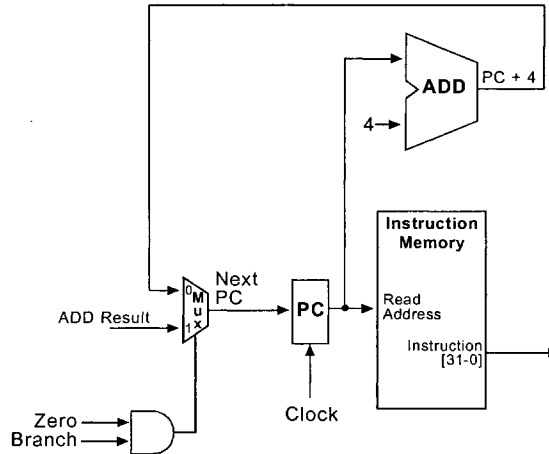 ADD
PC + 4
4
Instruction
Memory
0
Mux
1
Next
PC
ADD Result
PC
Read
Address
Instruction
[31-0]
Clock
Zero
Branch